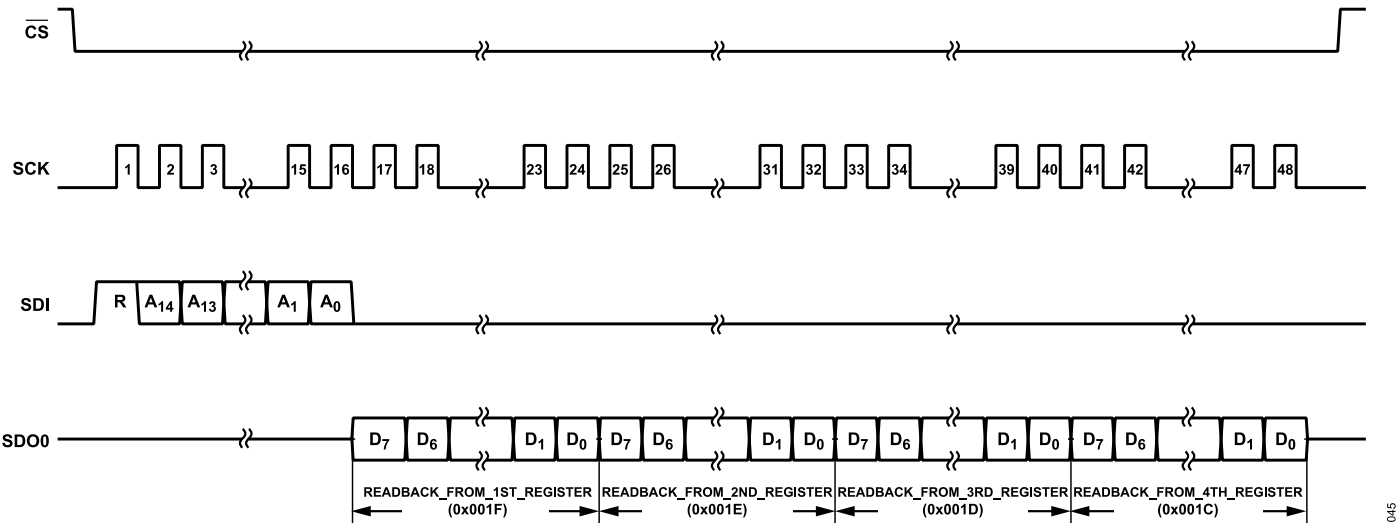 CS
SCK 1 2 3 15 16 17 18 23 24 25 26 31 32 33 34 39 40 41 42 47 48
SDI R A14 A13 A1 A0
SDO0 D7 D6 D1 D0 D7 D6 D1 D0 D7 D6 D1 D0 D7 D6 D1 D0
READBACK_FROM_1ST_REGISTER READBACK_FROM_2ND_REGISTER READBACK_FROM_3RD_REGISTER READBACK_FROM_4TH_REGISTER
(0x001F) (0x001E) (0x001D) (0x001C)
045